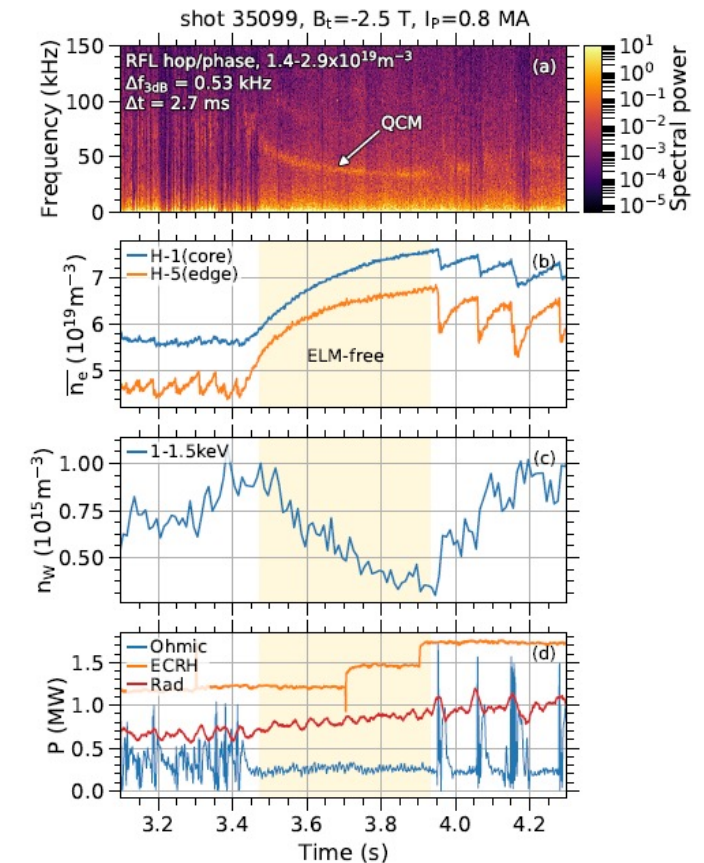 shot 35099, Bt=-2.5 T, IP=0.8 MA
150
100
50
0
Frequency (kHz)
RFL hop/phase, 1.4-2.9x10¹⁹m⁻³
Δf3dB = 0.53 kHz
Δt = 2.7 ms
(a)
QCM
10¹
10⁰
10⁻¹
10⁻²
10⁻³
10⁻⁴
10⁻⁵
Spectral power
7
6
5
n̅e̅ (10¹⁹m⁻³)
H-1(core)
H-5(edge)
(b)
ELM-free
1.00
0.75
0.50
nW (10¹⁵m⁻³)
1-1.5keV
(c)
1.5
1.0
0.5
0.0
P (MW)
Ohmic
ECRH
Rad
(d)
3.2 3.4 3.6 3.8 4.0 4.2
Time (s)